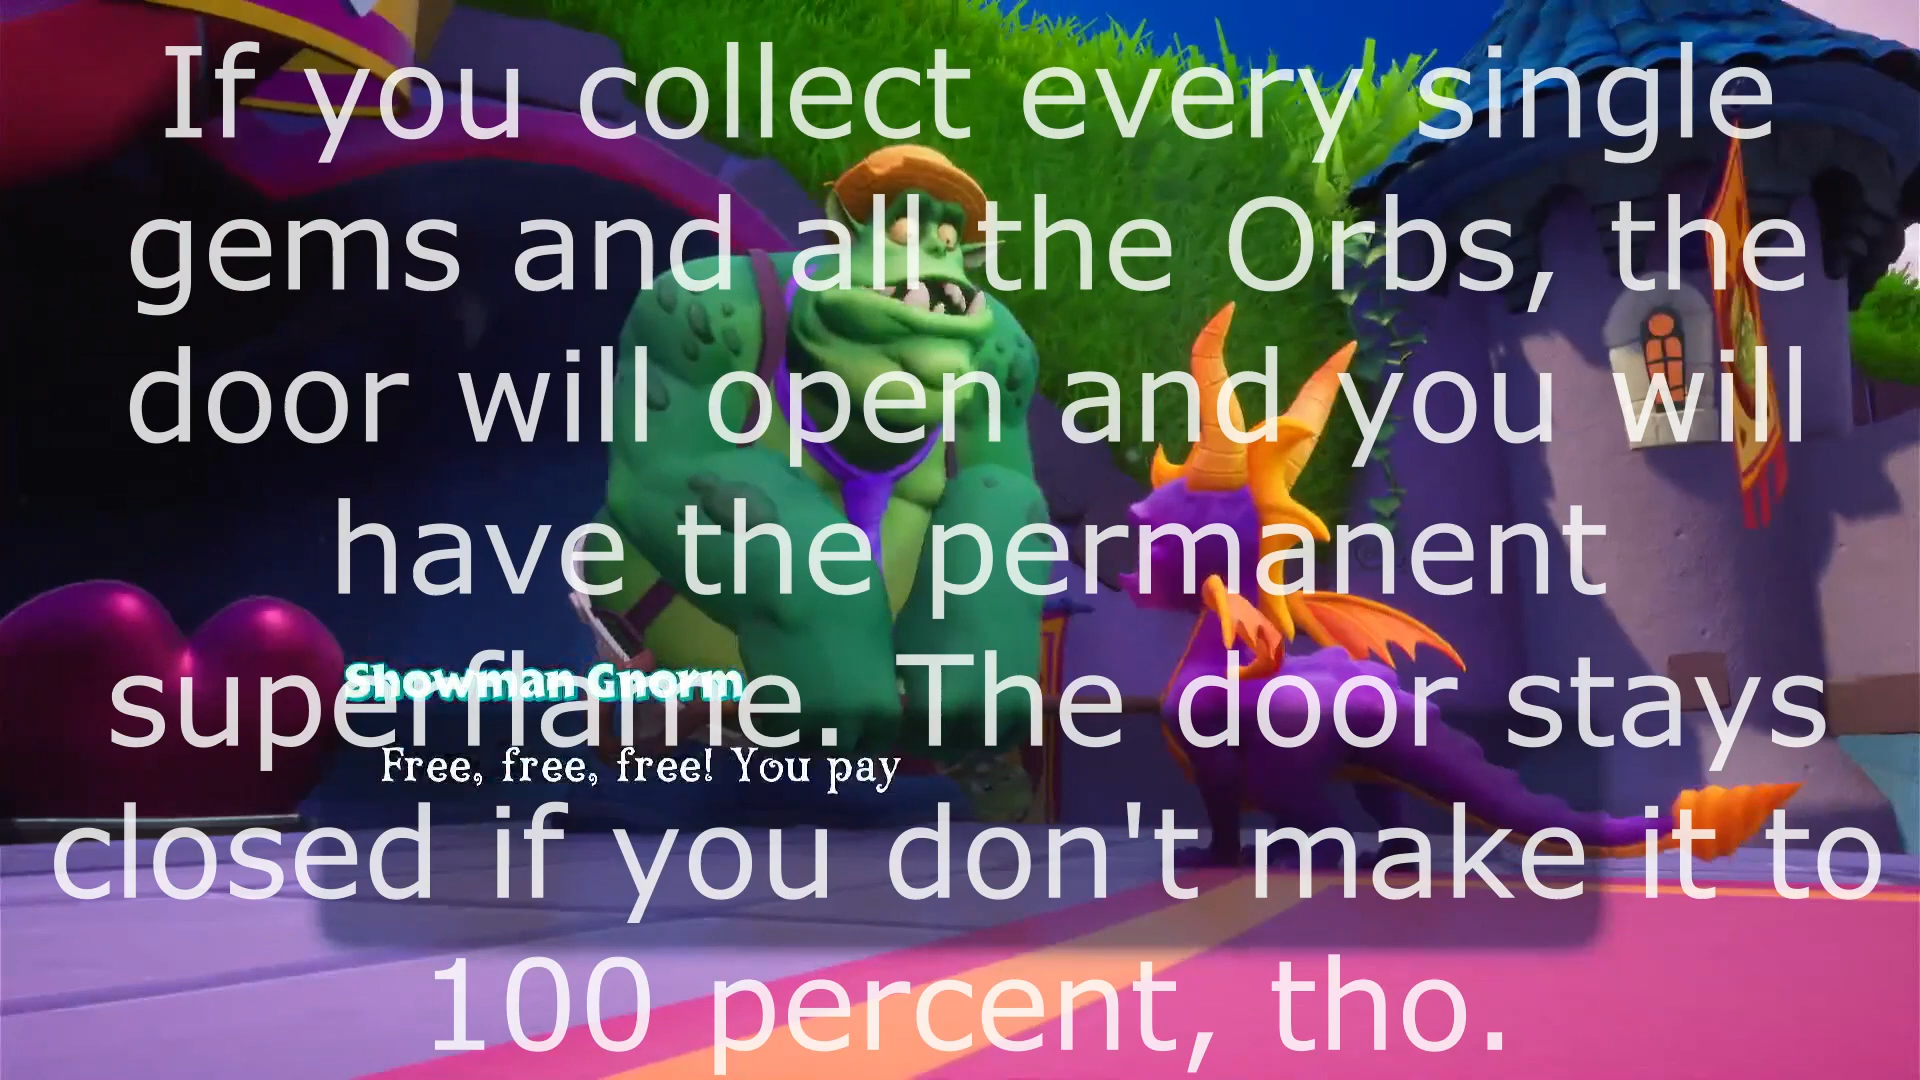 If you collect every single
gems and all the Orbs, the
door will open and you will
have the permanent
superflame. The door stays
Showman Gnorm
Free, free, free! You pay
closed if you don't make it to
100 percent, tho.